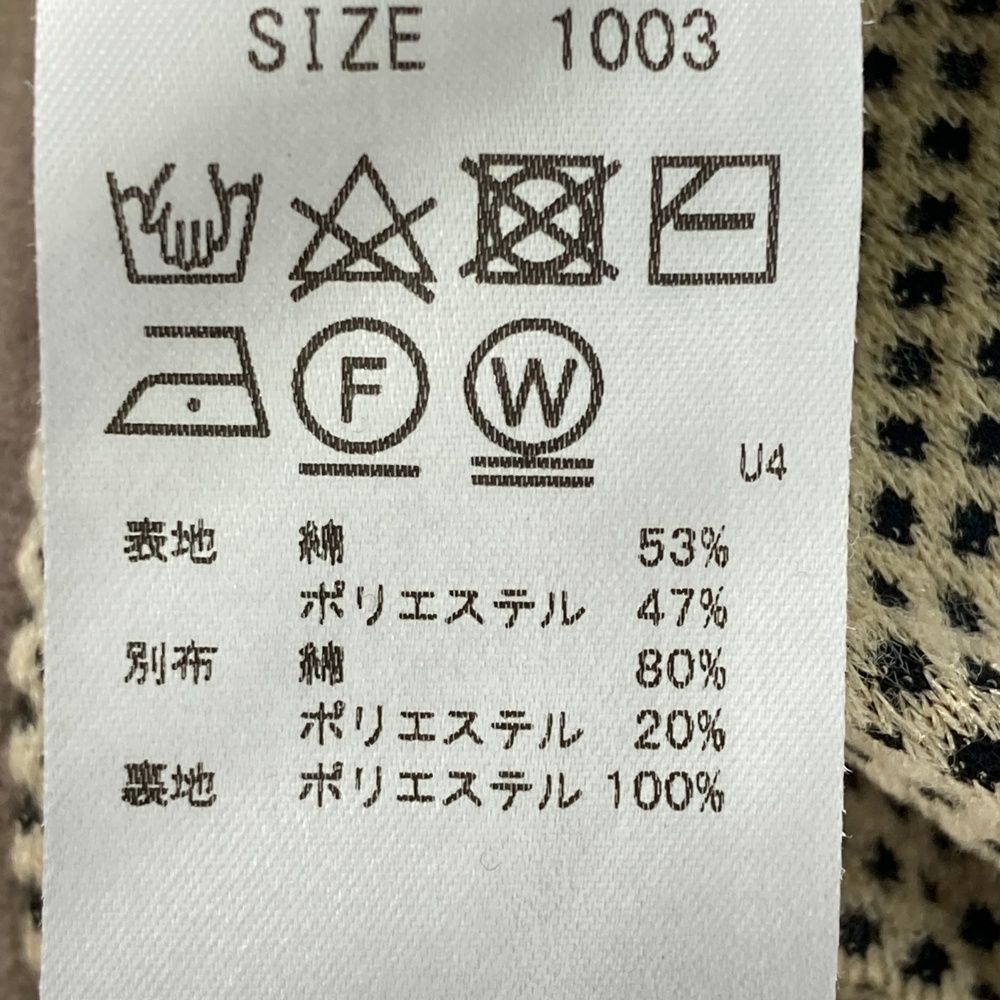 SIZE 1003
F W
U4
表地 綿 53%
ポリエステル 47%
別布 綿 80%
ポリエステル 20%
裏地 ポリエステル 100%